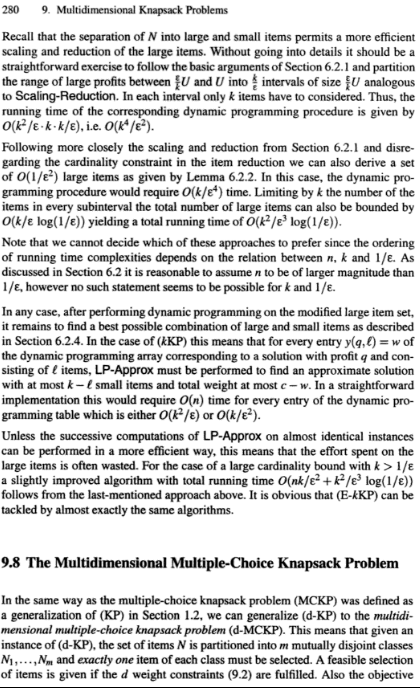 280 9. Multidimensional Knapsack Problems
Recall that the separation of N into large and small items permits a more efficient
scaling and reduction of the large items. Without going into details it should be a
straightforward exercise to follow the basic arguments of Section 6.2.1 and partition
the range of large profits between ε/k U and U into k/ε intervals of size ε/k U analogous
to Scaling-Reduction. In each interval only k items have to considered. Thus, the
running time of the corresponding dynamic programming procedure is given by
O(k²/ε · k · k/ε), i.e. O(k⁴/ε²).
Following more closely the scaling and reduction from Section 6.2.1 and disre-
garding the cardinality constraint in the item reduction we can also derive a set
of O(1/ε²) large items as given by Lemma 6.2.2. In this case, the dynamic pro-
gramming procedure would require O(k/ε⁴) time. Limiting by k the number of the
items in every subinterval the total number of large items can also be bounded by
O(k/ε log(1/ε)) yielding a total running time of O(k²/ε³ log(1/ε)).
Note that we cannot decide which of these approaches to prefer since the ordering
of running time complexities depends on the relation between n, k and 1/ε. As
discussed in Section 6.2 it is reasonable to assume n to be of larger magnitude than
1/ε, however no such statement seems to be possible for k and 1/ε.
In any case, after performing dynamic programming on the modified large item set,
it remains to find a best possible combination of large and small items as described
in Section 6.2.4. In the case of (kKP) this means that for every entry y(q,ℓ) = w of
the dynamic programming array corresponding to a solution with profit q and con-
sisting of ℓ items, LP-Approx must be performed to find an approximate solution
with at most k − ℓ small items and total weight at most c − w. In a straightforward
implementation this would require O(n) time for every entry of the dynamic pro-
gramming table which is either O(k²/ε) or O(k/ε²).
Unless the successive computations of LP-Approx on almost identical instances
can be performed in a more efficient way, this means that the effort spent on the
large items is often wasted. For the case of a large cardinality bound with k > 1/ε
a slightly improved algorithm with total running time O(nk/ε² + k²/ε³ log(1/ε))
follows from the last-mentioned approach above. It is obvious that (E-kKP) can be
tackled by almost exactly the same algorithms.
9.8 The Multidimensional Multiple-Choice Knapsack Problem
In the same way as the multiple-choice knapsack problem (MCKP) was defined as
a generalization of (KP) in Section 1.2, we can generalize (d-KP) to the multidi-
mensional multiple-choice knapsack problem (d-MCKP). This means that given an
instance of (d-KP), the set of items N is partitioned into m mutually disjoint classes
N₁,...,Nₘ and exactly one item of each class must be selected. A feasible selection
of items is given if the d weight constraints (9.2) are fulfilled. Also the objective